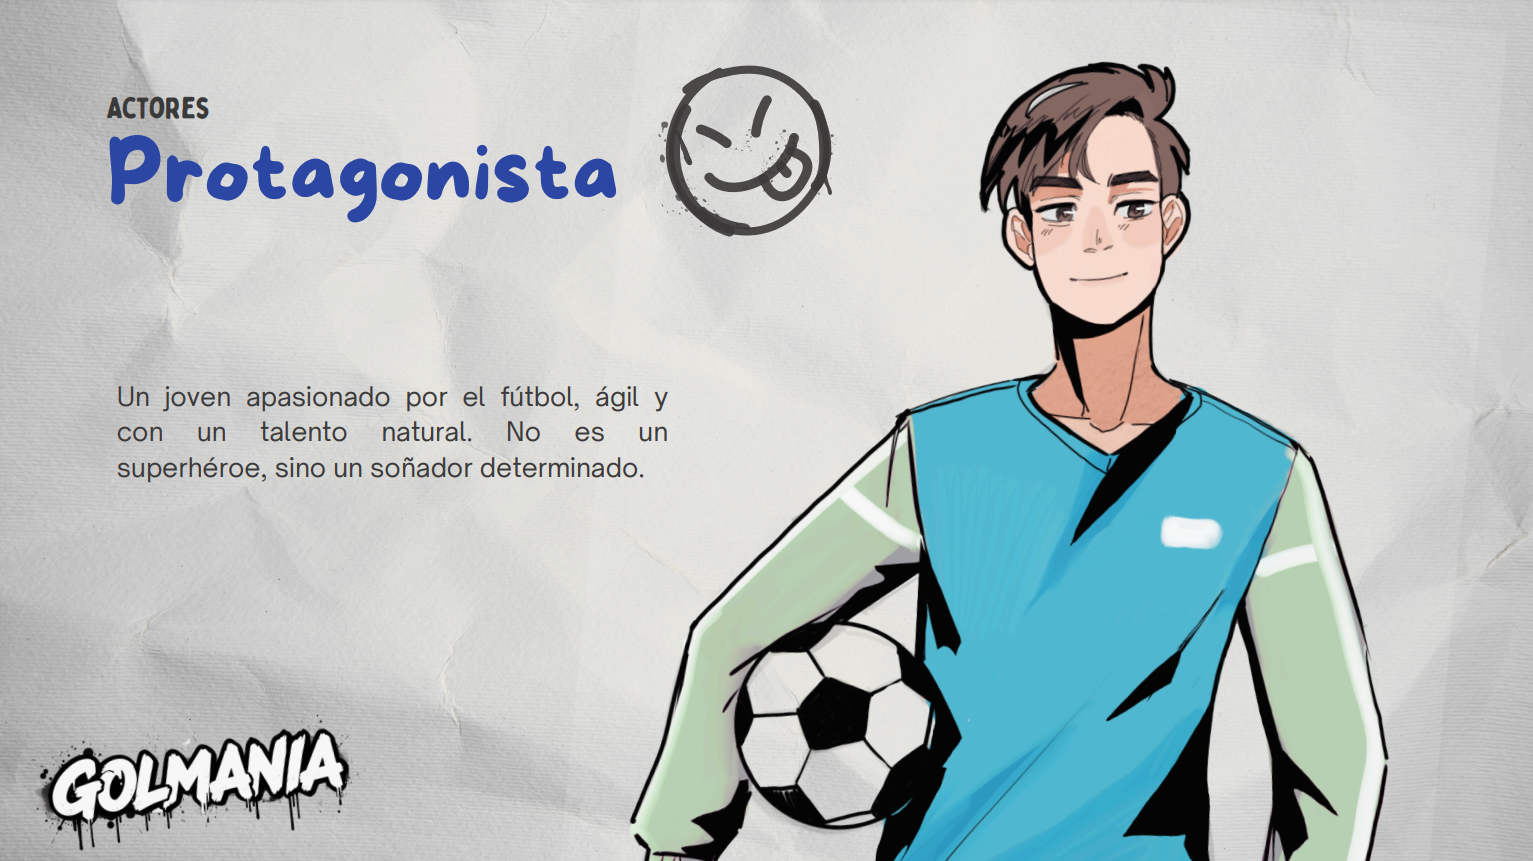 ACTORES
Protagonista
Un joven apasionado por el fútbol, ágil y
con un talento natural. No es un
superhéroe, sino un soñador determinado.
GOLMANIA